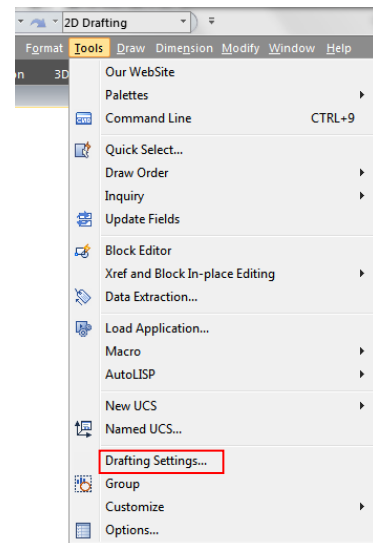 2D Drafting
Format Tools Draw Dimension Modify Window Help
n 3D
Our WebSite
Palettes
Command Line CTRL+9
Quick Select...
Draw Order
Inquiry
Update Fields
Block Editor
Xref and Block In-place Editing
Data Extraction...
Load Application...
Macro
AutoLISP
New UCS
Named UCS...
Drafting Settings...
Group
Customize
Options...